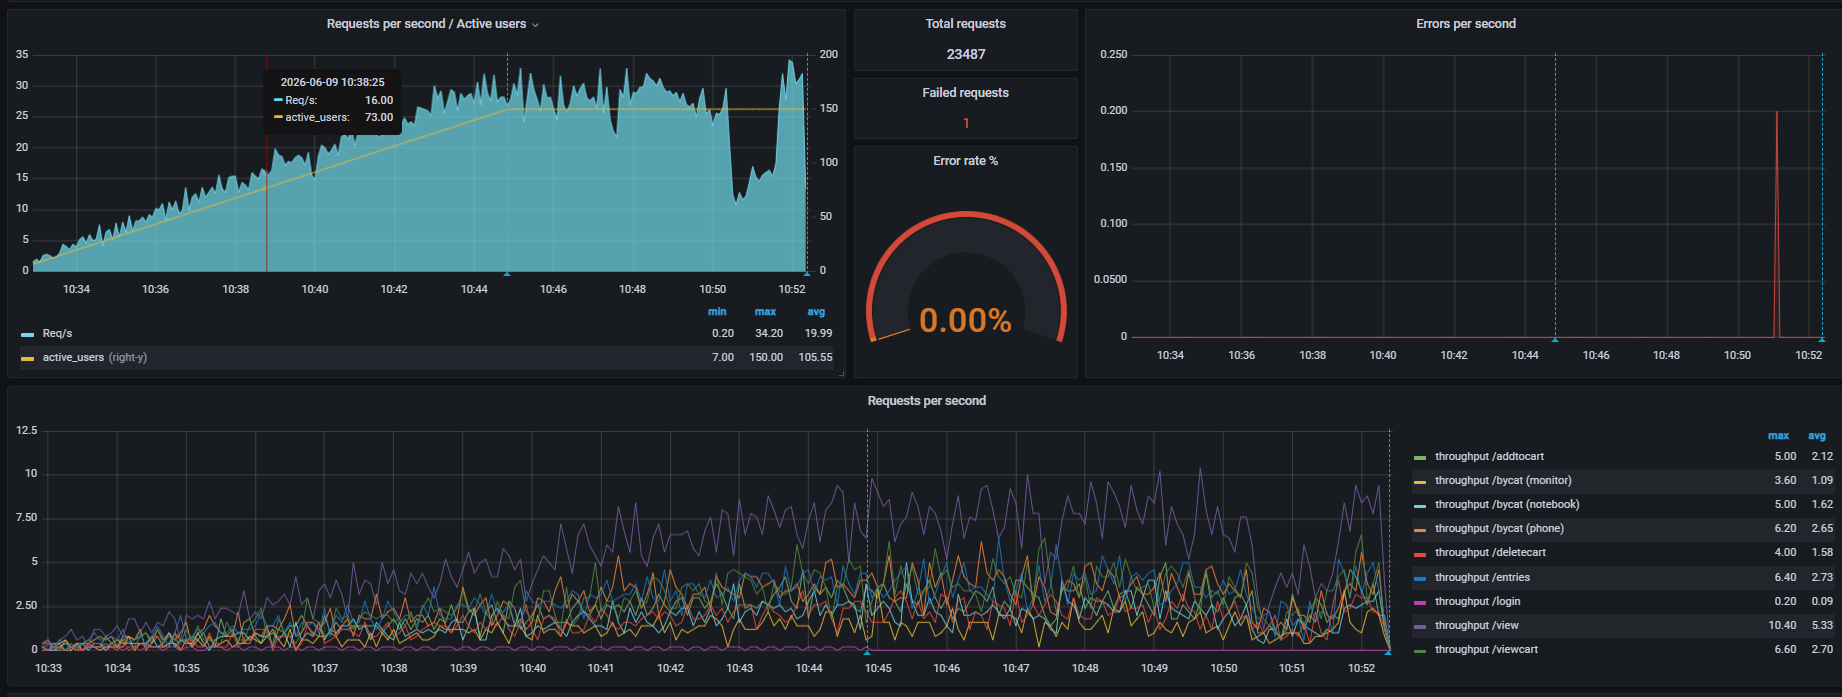 Requests per second / Active users
35
30
25
20
15
10
5
0
200
150
100
50
0
2026-06-09 10:38:25
Req/s: 16.00
active_users: 73.00
10:34 10:36 10:38 10:40 10:42 10:44 10:46 10:48 10:50 10:52
min max avg
Req/s 0.20 34.20 19.99
active_users (right-y) 7.00 150.00 105.55
Total requests
23487
Failed requests
1
Error rate %
0.00%
Errors per second
0.250
0.200
0.150
0.100
0.0500
0
10:34 10:36 10:38 10:40 10:42 10:44 10:46 10:48 10:50 10:52
Requests per second
12.5
10
7.50
5
2.50
0
10:33 10:34 10:35 10:36 10:37 10:38 10:39 10:40 10:41 10:42 10:43 10:44 10:45 10:46 10:47 10:48 10:49 10:50 10:51 10:52
max avg
throughput /addtocart 5.00 2.12
throughput /bycat (monitor) 3.60 1.09
throughput /bycat (notebook) 5.00 1.62
throughput /bycat (phone) 6.20 2.65
throughput /deletecart 4.00 1.58
throughput /entries 6.40 2.73
throughput /login 0.20 0.09
throughput /view 10.40 5.33
throughput /viewcart 6.60 2.70